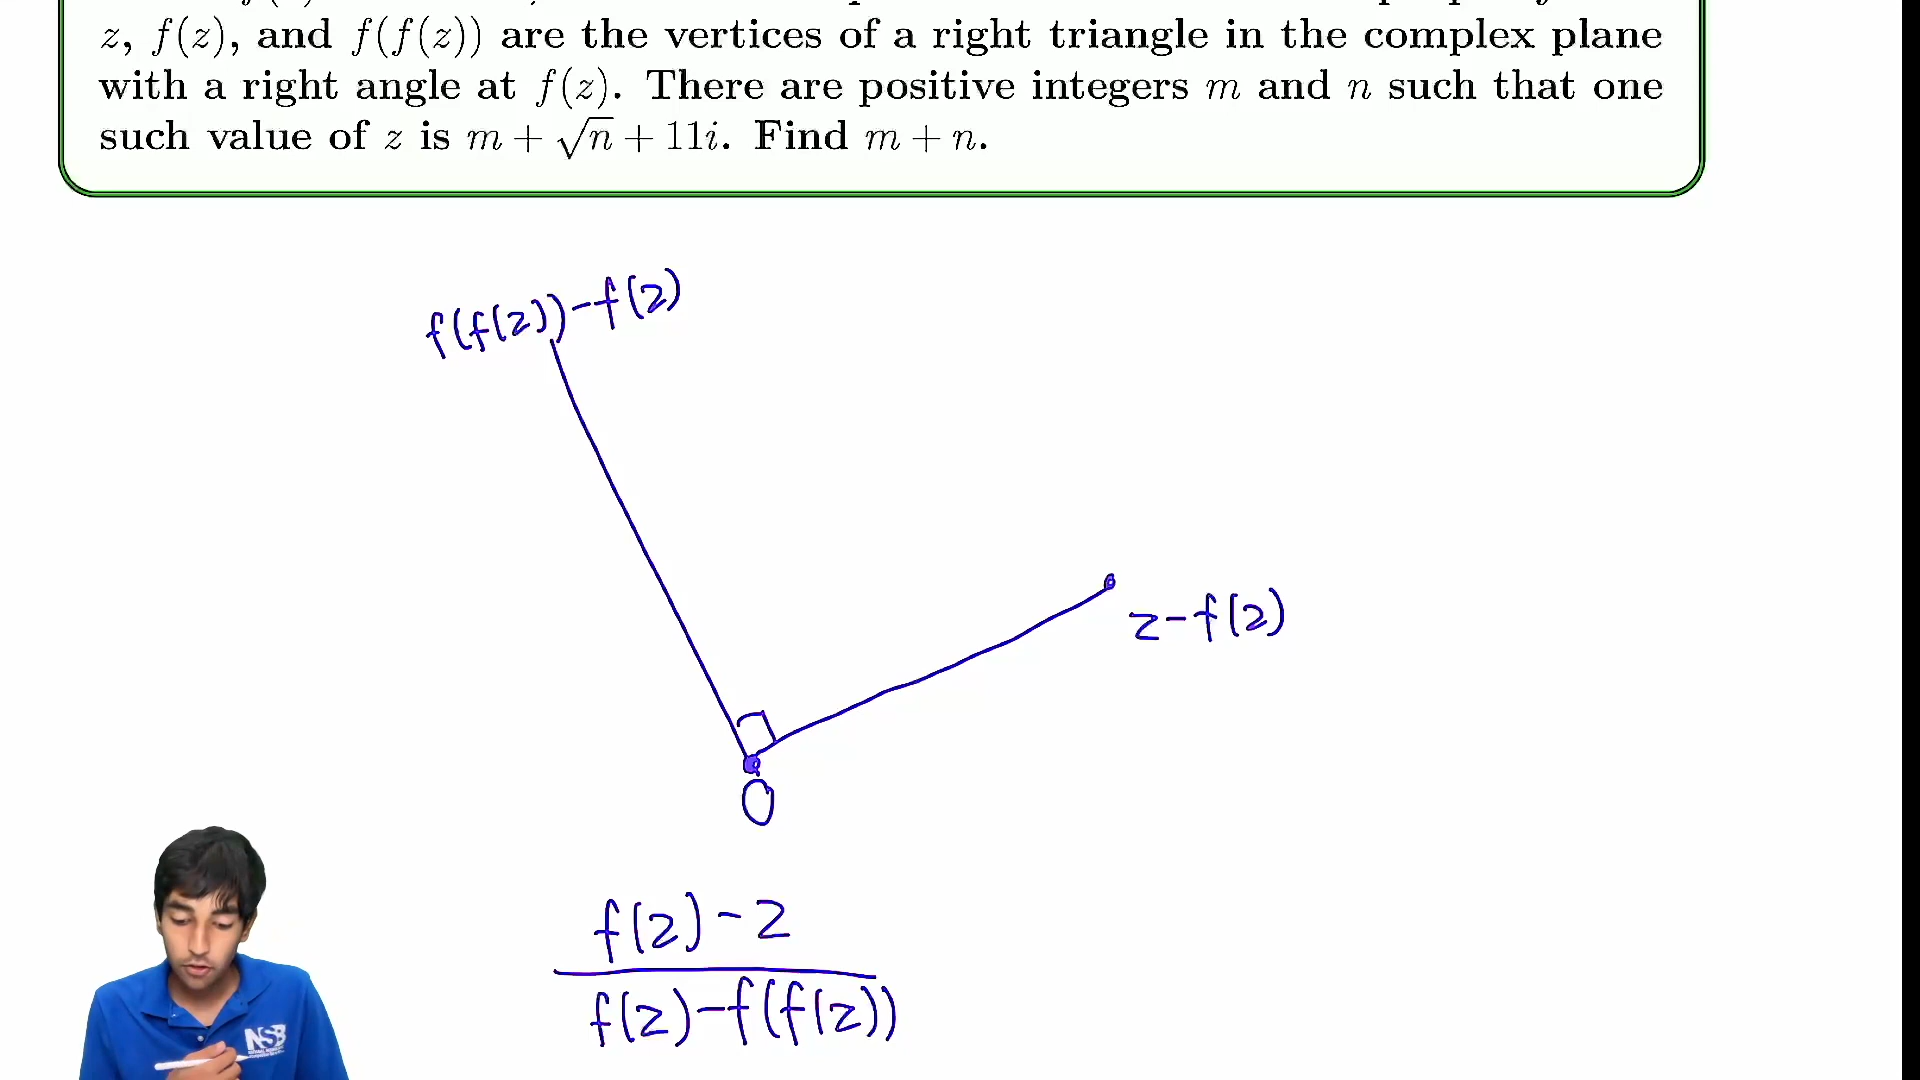 z, f(z), and f(f(z)) are the vertices of a right triangle in the complex plane
with a right angle at f(z). There are positive integers m and n such that one
such value of z is m + √n + 11i. Find m + n.
f(f(z))-f(z)
z-f(z)
0
f(z)-z
f(z)-f(f(z))
NSB